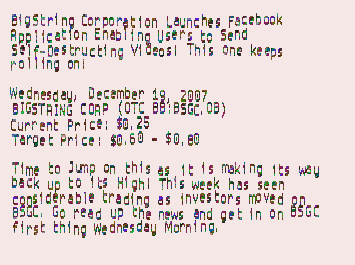 BigString Corporation Launches Facebook
Application Enabling Users to Send
Self-Destructing Videos! This one keeps
rolling on!
Wednesday, December 19, 2007
BIGSTRING CORP (OTC BB:BSGC.OB)
Current Price: $0.25
Target Price: $0.60 - $0.80
Time to Jump on this as it is making its way
back up to its High! This week has seen
considerable trading as investors moved on
BSGC. Go read up the news and get in on BSGC
first thing Wednesday Morning.